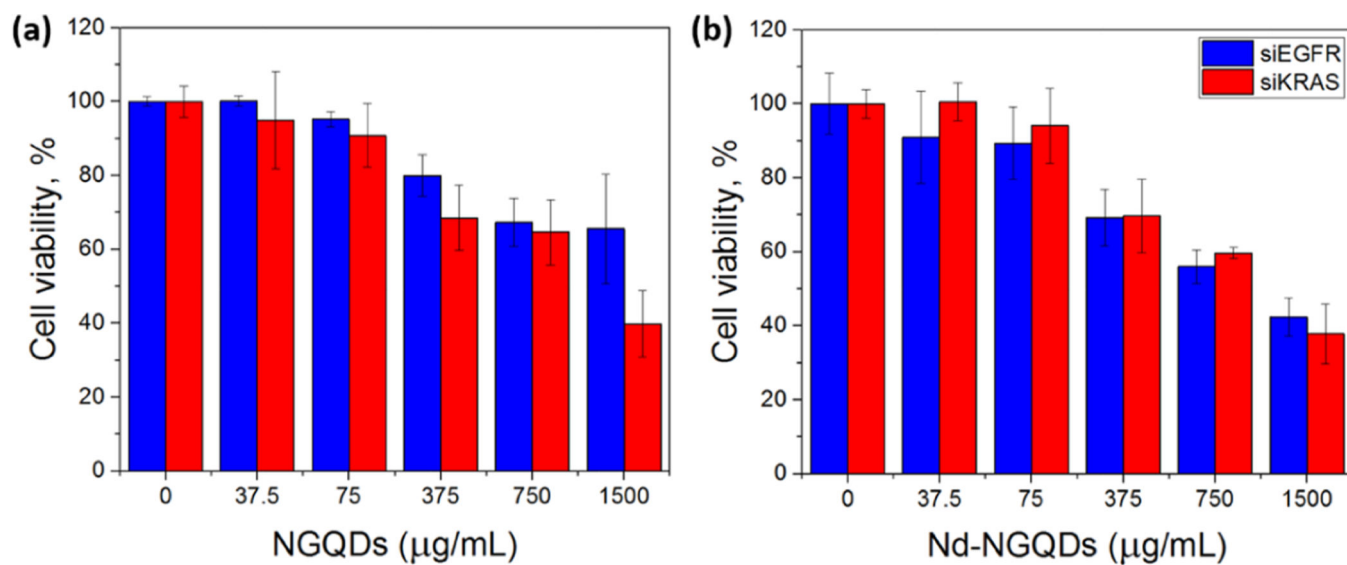 (a)
120
100
80
60
40
20
0
Cell viability, %
0 37.5 75 375 750 1500
NGQDs (μg/mL)
(b)
120
100
80
60
40
20
0
Cell viability, %
siEGFR
siKRAS
0 37.5 75 375 750 1500
Nd-NGQDs (μg/mL)